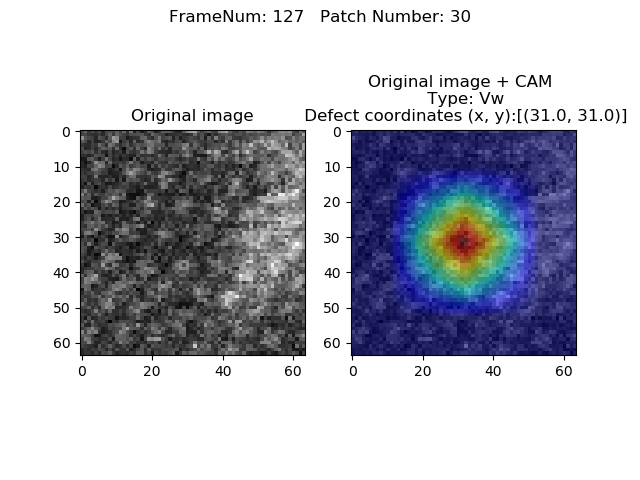 FrameNum: 127   Patch Number: 30
Original image
Original image + CAM
Type: Vw
Defect coordinates (x, y):[(31.0, 31.0)]
0
10
20
30
40
50
60
0 20 40 60
0
10
20
30
40
50
60
0 20 40 60